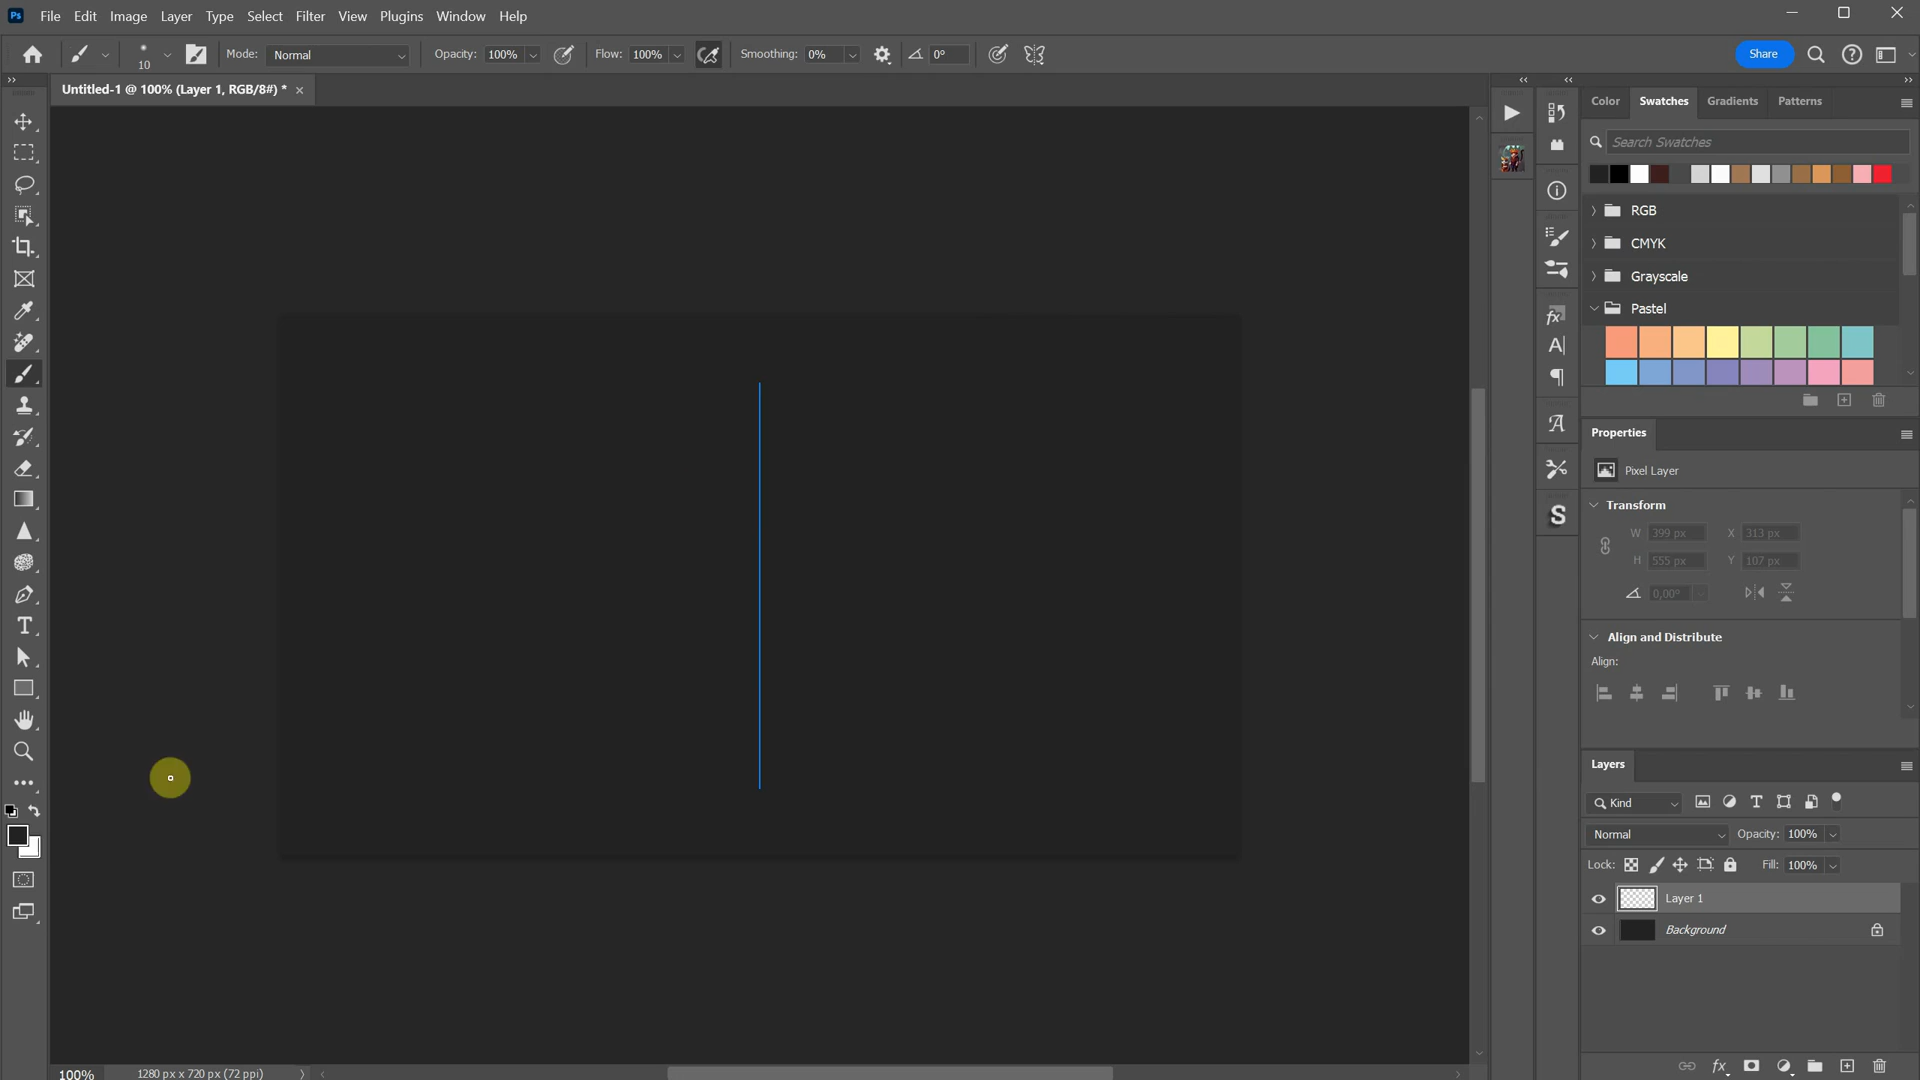 Ps File Edit Image Layer Type Select Filter View Plugins Window Help
10 Mode: Normal Opacity: 100% Flow: 100% Smoothing: 0% 0° Share
Untitled-1 @ 100% (Layer 1, RGB/8#) *
Color Swatches Gradients Patterns
Search Swatches
RGB
CMYK
Grayscale
Pastel
Properties
Pixel Layer
Transform
W 399 px X 313 px
H 555 px Y 107 px
0,00°
Align and Distribute
Align:
Layers
Kind
Normal Opacity: 100%
Lock: Fill: 100%
Layer 1
Background
fx
100% 1280 px x 720 px (72 ppi)